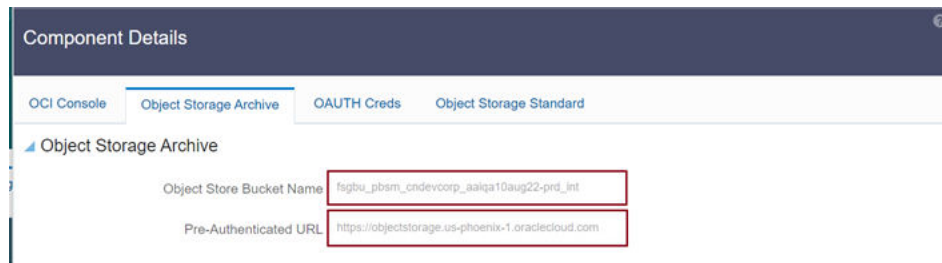 Component Details
OCI Console Object Storage Archive OAUTH Creds Object Storage Standard
Object Storage Archive
Object Store Bucket Name fsgbu_pbsm_cndevcorp_aaiqa10aug22-prd_int
Pre-Authenticated URL https://objectstorage.us-phoenix-1.oraclecloud.com